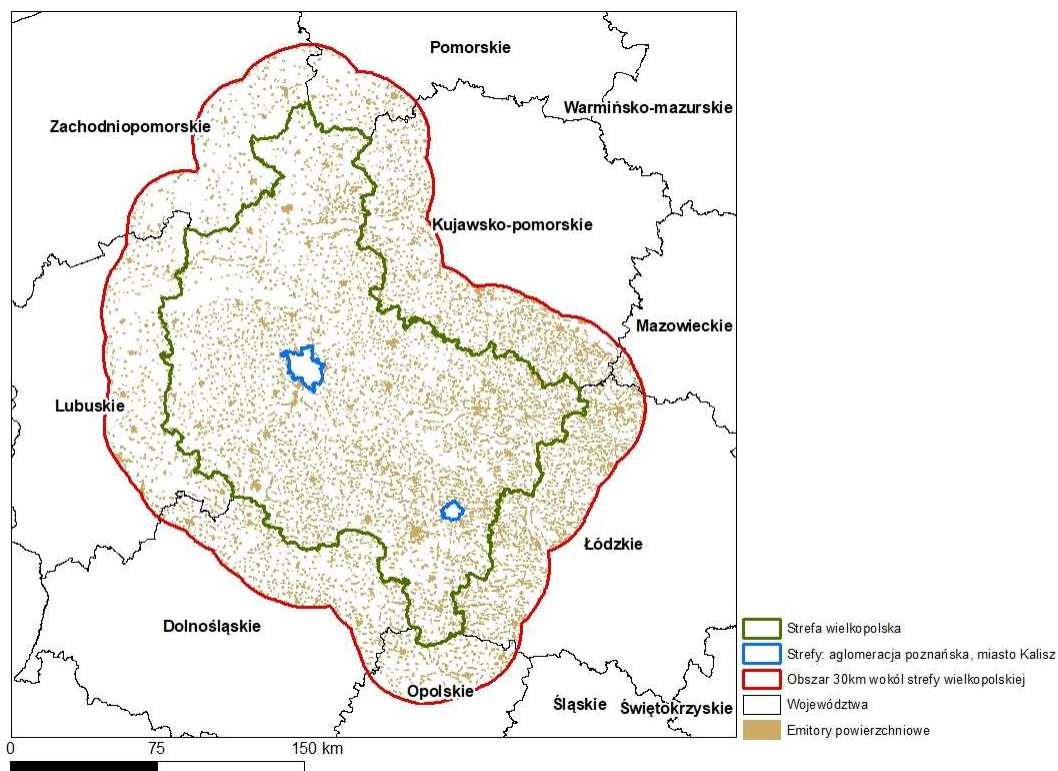 Pomorskie
Warmińsko-mazurskie
Zachodniopomorskie
Kujawsko-pomorskie
Mazowieckie
Lubuskie
Łódzkie
Dolnośląskie
Opolskie
Śląskie
Świętokrzyskie
Strefa wielkopolska
Strefy: aglomeracja poznańska, miasto Kalisz
Obszar 30km wokól strefy wielkopolskiej
Województwa
Emitory powierzchniowe
0 75 150 km